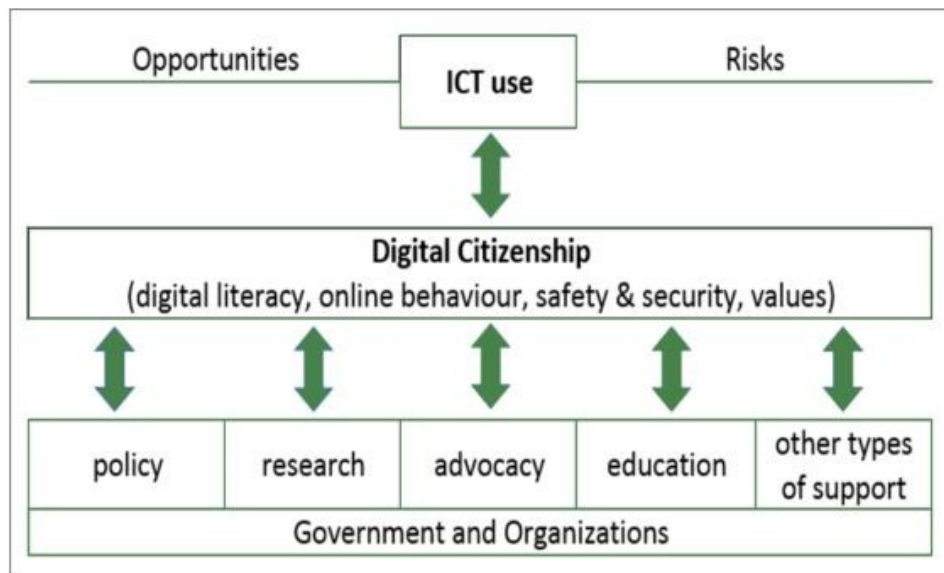 Opportunities
ICT use
Risks
Digital Citizenship
(digital literacy, online behaviour, safety & security, values)
policy
research
advocacy
education
other types
of support
Government and Organizations